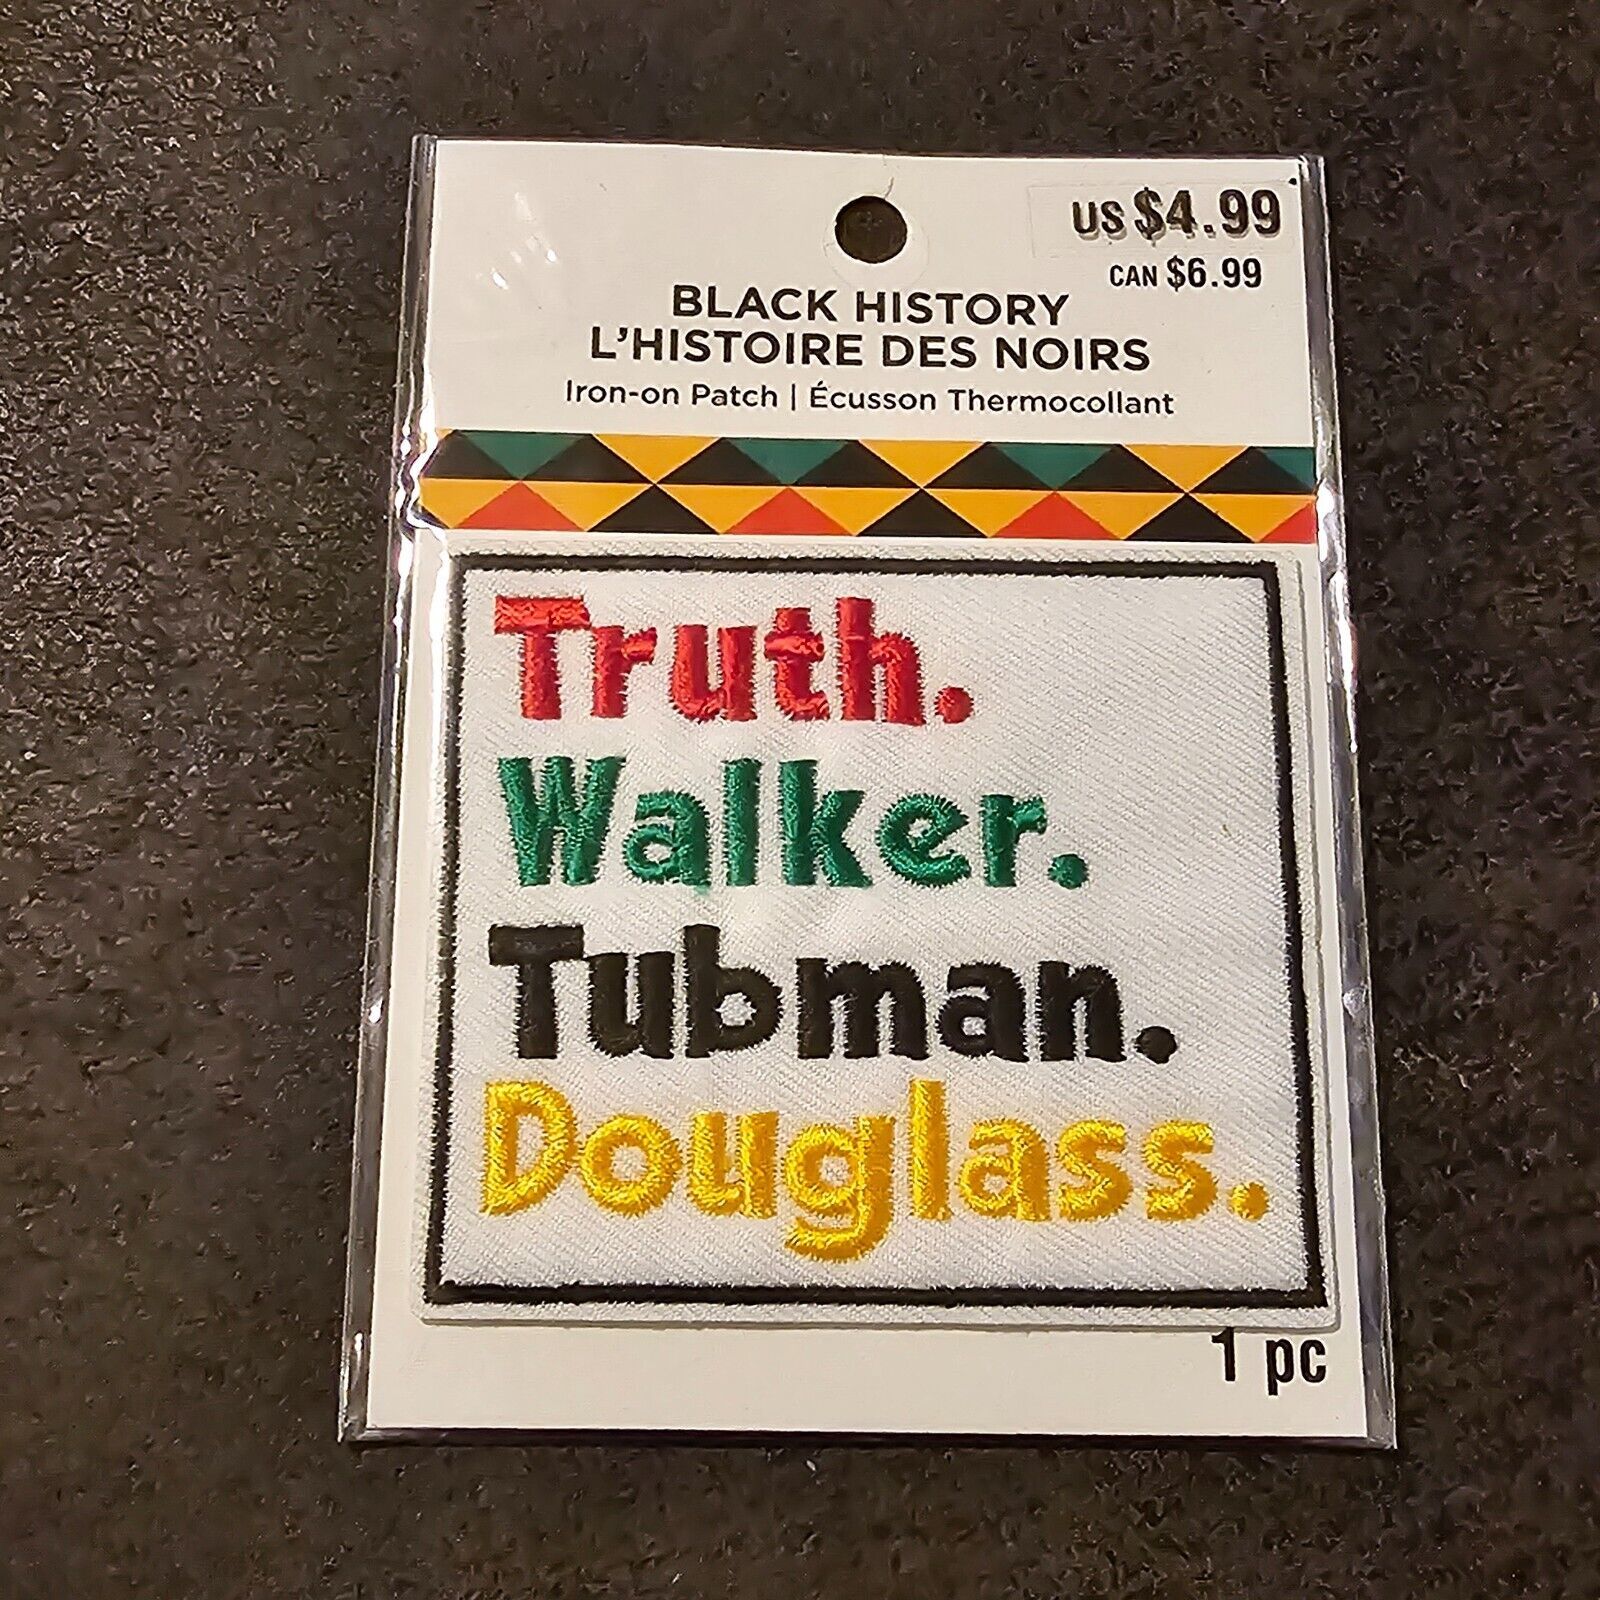 US $4.99
CAN $6.99
BLACK HISTORY
L'HISTOIRE DES NOIRS
Iron-on Patch | Écusson Thermocollant
Truth.
Walker.
Tubman.
Douglass.
1 pc